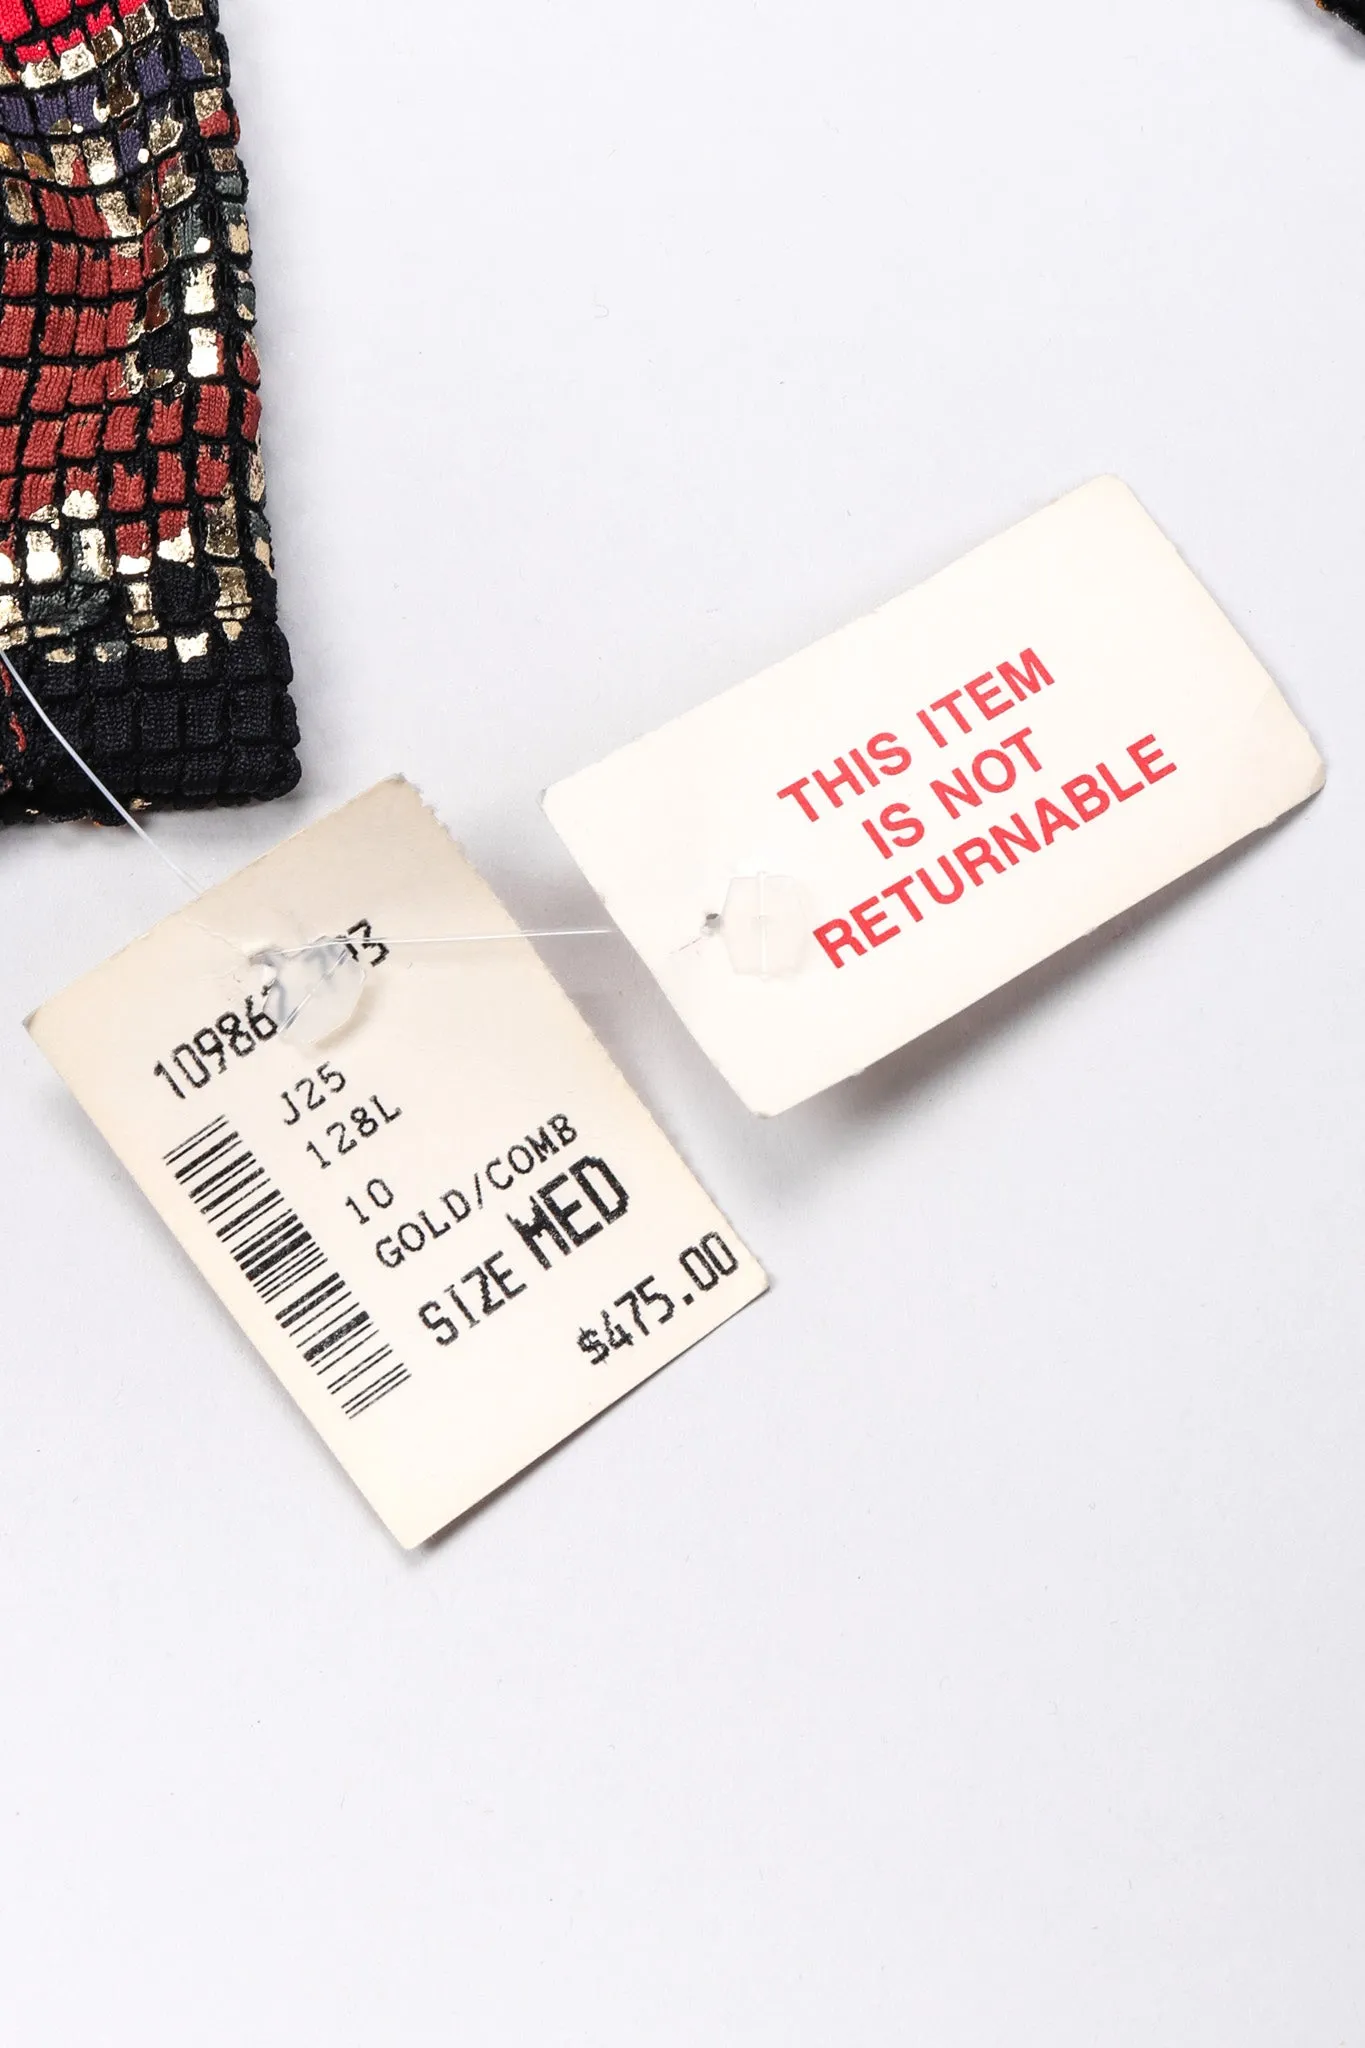 J25
128L
10
GOLD/COMB
SIZE MED
$475.00
THIS ITEM
IS NOT
RETURNABLE